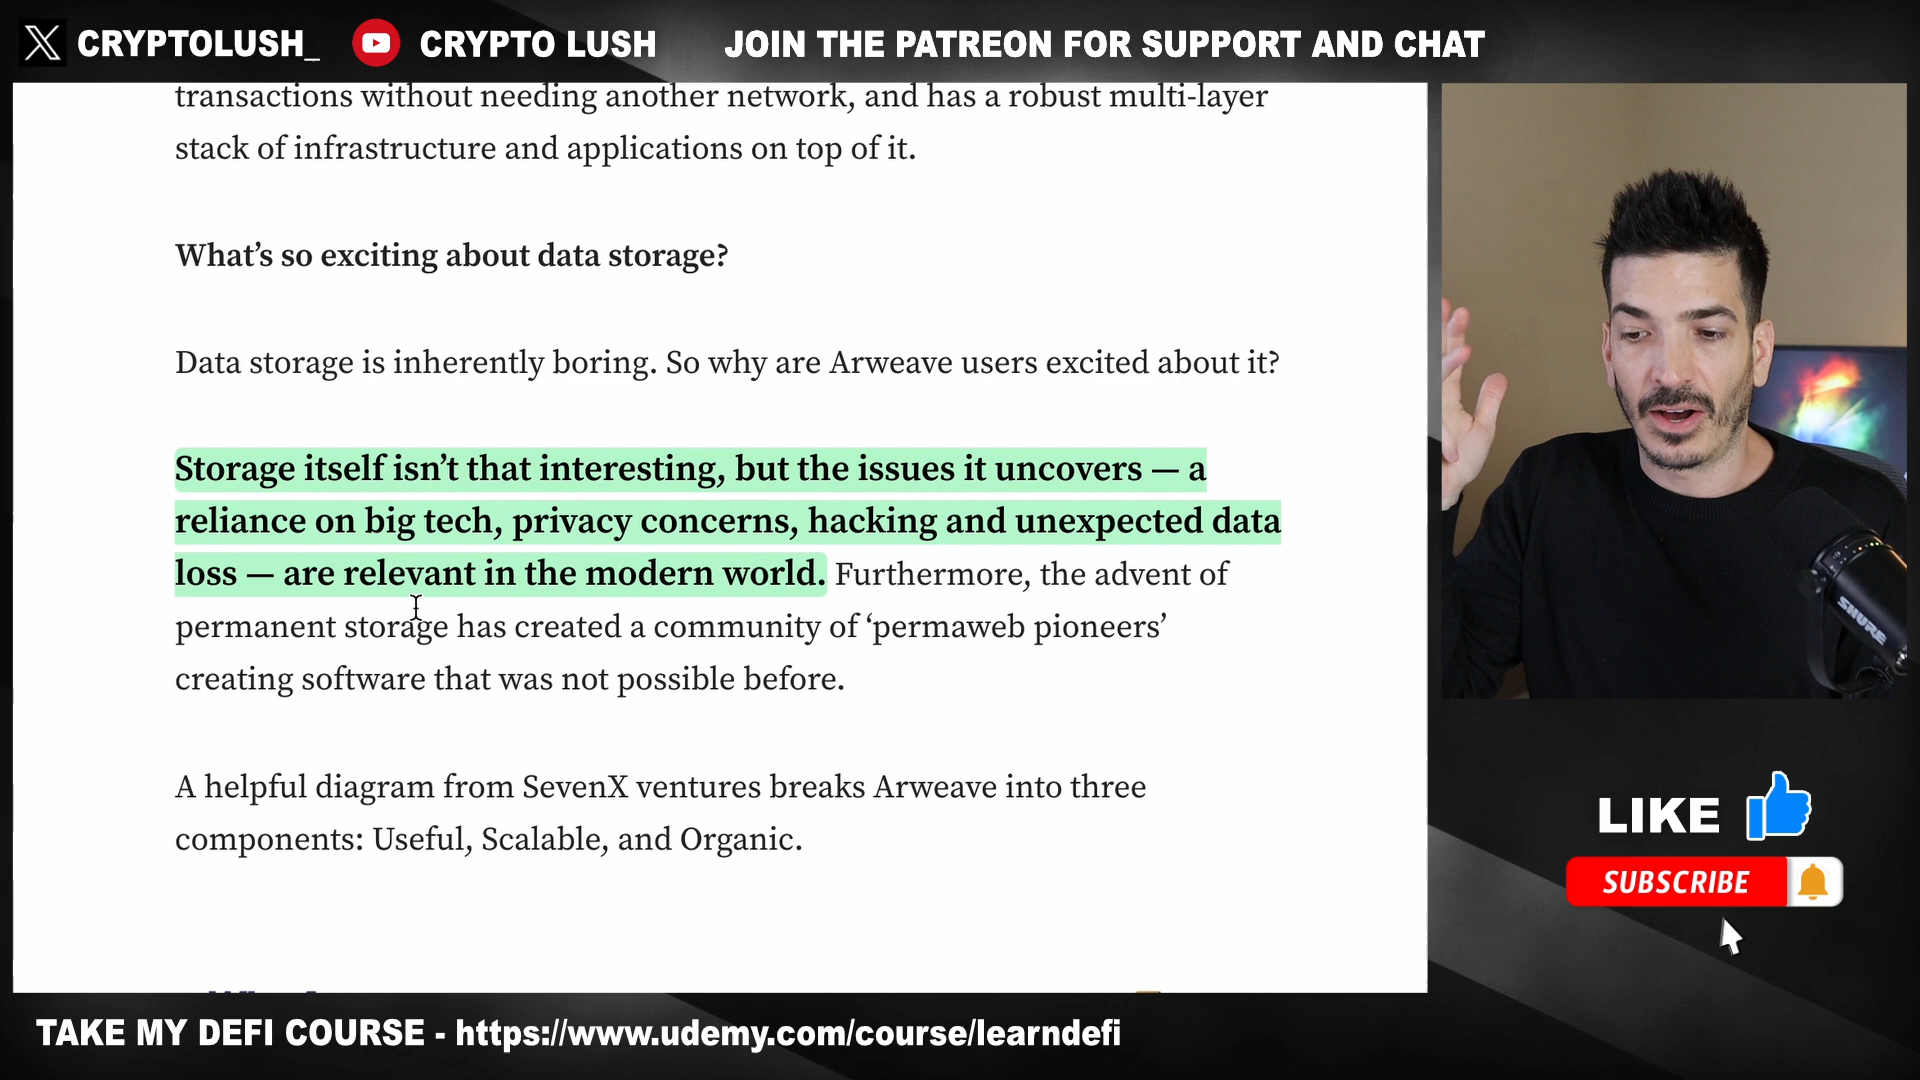 CRYPTOLUSH_ CRYPTO LUSH JOIN THE PATREON FOR SUPPORT AND CHAT
transactions without needing another network, and has a robust multi-layer
stack of infrastructure and applications on top of it.
What’s so exciting about data storage?
Data storage is inherently boring. So why are Arweave users excited about it?
Storage itself isn’t that interesting, but the issues it uncovers — a
reliance on big tech, privacy concerns, hacking and unexpected data
loss — are relevant in the modern world. Furthermore, the advent of
permanent storage has created a community of ‘permaweb pioneers’
creating software that was not possible before.
A helpful diagram from SevenX ventures breaks Arweave into three
components: Useful, Scalable, and Organic.
SHURE
LIKE
SUBSCRIBE
TAKE MY DEFI COURSE - https://www.udemy.com/course/learndefi